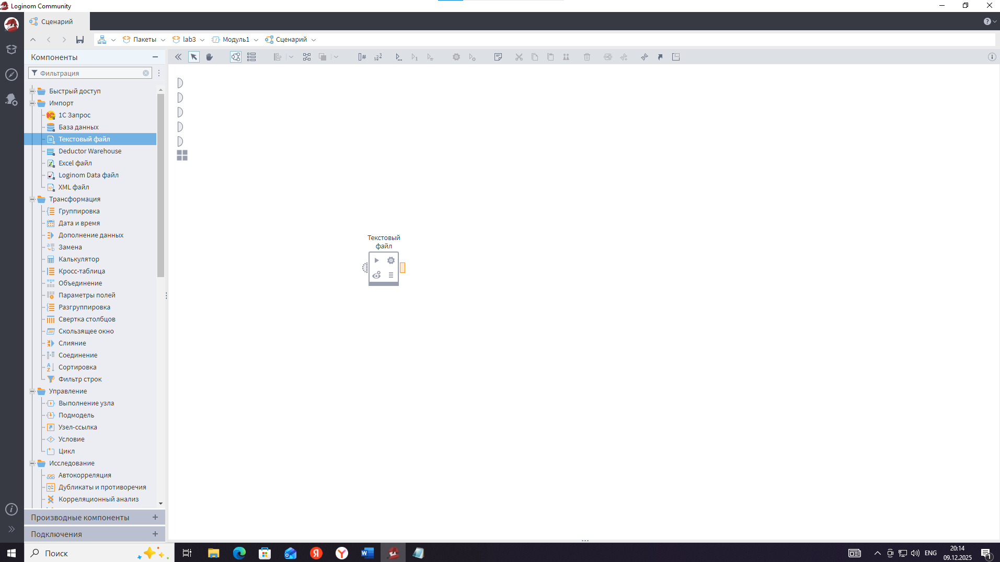 Loginom Community
Сценарий
Пакеты
lab3
Модуль1
Сценарий
Компоненты
Фильтрация
Быстрый доступ
Импорт
1С Запрос
База данных
Текстовый файл
Deductor Warehouse
Excel файл
Loginom Data файл
XML файл
Трансформация
Группировка
Дата и время
Дополнение данных
Замена
Калькулятор
Кросс-таблица
Объединение
Параметры полей
Разгруппировка
Свертка столбцов
Скользящее окно
Слияние
Соединение
Сортировка
Фильтр строк
Управление
Выполнение узла
Подмодель
Узел-ссылка
Условие
Цикл
Исследование
Автокорреляция
Дубликаты и противоречия
Корреляционный анализ
Производные компоненты
Подключения
Текстовый
файл
Поиск
ENG
20:14
09.12.2025
1